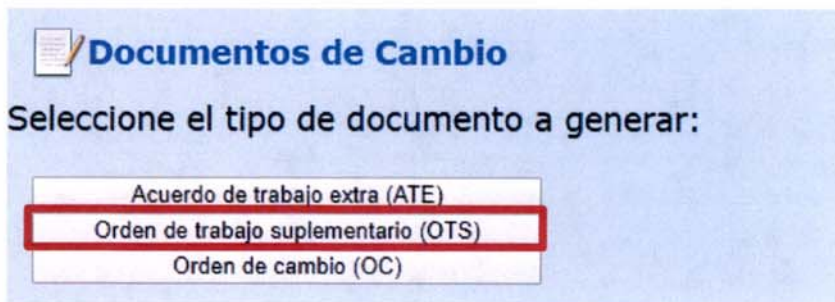 Documentos de Cambio
Seleccione el tipo de documento a generar:
Acuerdo de trabajo extra (ATE)
Orden de trabajo suplementario (OTS)
Orden de cambio (OC)